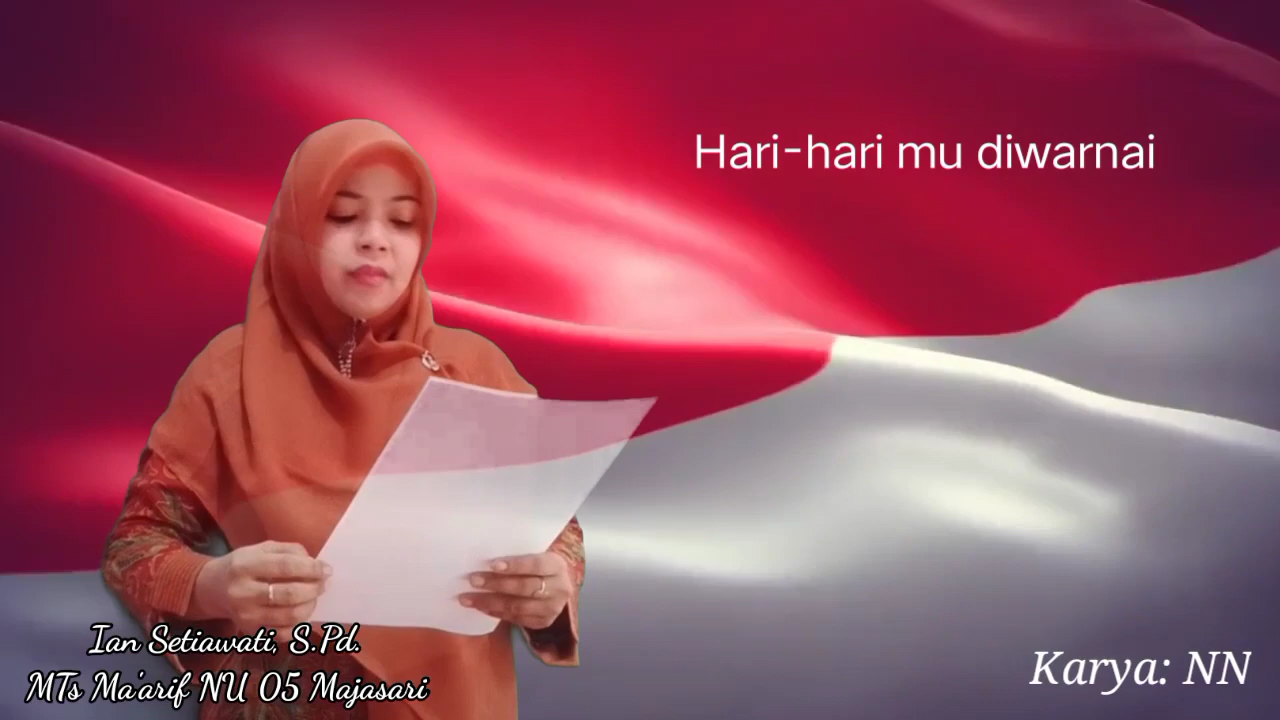 Hari-hari mu diwarnai
Ian Setiawati, S.Pd.
MTs Ma'arif NU 05 Majasari
Karya: NN